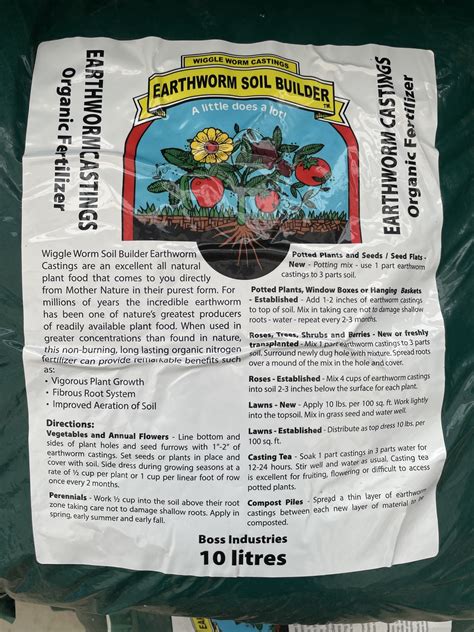 WIGGLE WORM CASTINGS
EARTHWORM SOIL BUILDER
TM
A little does a lot!
EARTHWORM CASTINGS
Organic Fertilizer
EARTHWORM CASTINGS
Organic Fertilizer
Wiggle Worm Soil Builder Earthworm
Castings are an excellent all natural
plant food that comes to you directly
from Mother Nature in their purest form. For
millions of years the incredible earthworm
has been one of nature's greatest producers
of readily available plant food. When used in
greater concentrations than found in nature,
this non-burning, long lasting organic nitrogen
fertilizer can provide remarkable benefits such
as:
• Vigorous Plant Growth
• Fibrous Root System
• Improved Aeration of Soil
Directions:
Vegetables and Annual Flowers - Line bottom and
sides of plant holes and seed furrows with 1"-2" of
earthworm castings. Set seeds or plants in place and
cover with soil. Side dress during growing seasons at a
rate of ½ cup per plant or 1 cup per linear foot of row
once every 2 months.
Perennials - Work ½ cup into the soil above their root
zone taking care not to damage shallow roots. Apply in
spring, early summer and early fall.
Potted Plants and Seeds / Seed Flats -
New - Potting mix - use 1 part earthworm
castings to 3 parts soil.
Potted Plants, Window Boxes or Hanging Baskets
- Established - Add 1-2 inches of earthworm castings
to top of soil. Mix in taking care not to damage shallow
roots - water - repeat every 2-3 months.
Roses, Trees, Shrubs and Berries - New or freshly
transplanted - Mix 1 part earthworm castings to 3 parts
soil. Surround newly dug hole with mixture. Spread roots
over a mound of the mix in the hole and cover.
Roses - Established - Mix 4 cups of earthworm castings
into soil 2-3 inches below the surface for each plant.
Lawns - New - Apply 10 lbs. per 100 sq. ft. Work lightly
into the topsoil. Mix in grass seed and water well.
Lawns - Established - Distribute as top dress 10 lbs. per
100 sq. ft.
Casting Tea - Soak 1 part castings in 3 parts water for
12-24 hours. Stir well and water as usual. Casting tea
is excellent for fruiting, flowering or difficult to access
potted plants.
Compost Piles - Spread a thin layer of earthworm
castings between each new layer of material to be
composted.
Boss Industries
10 litres